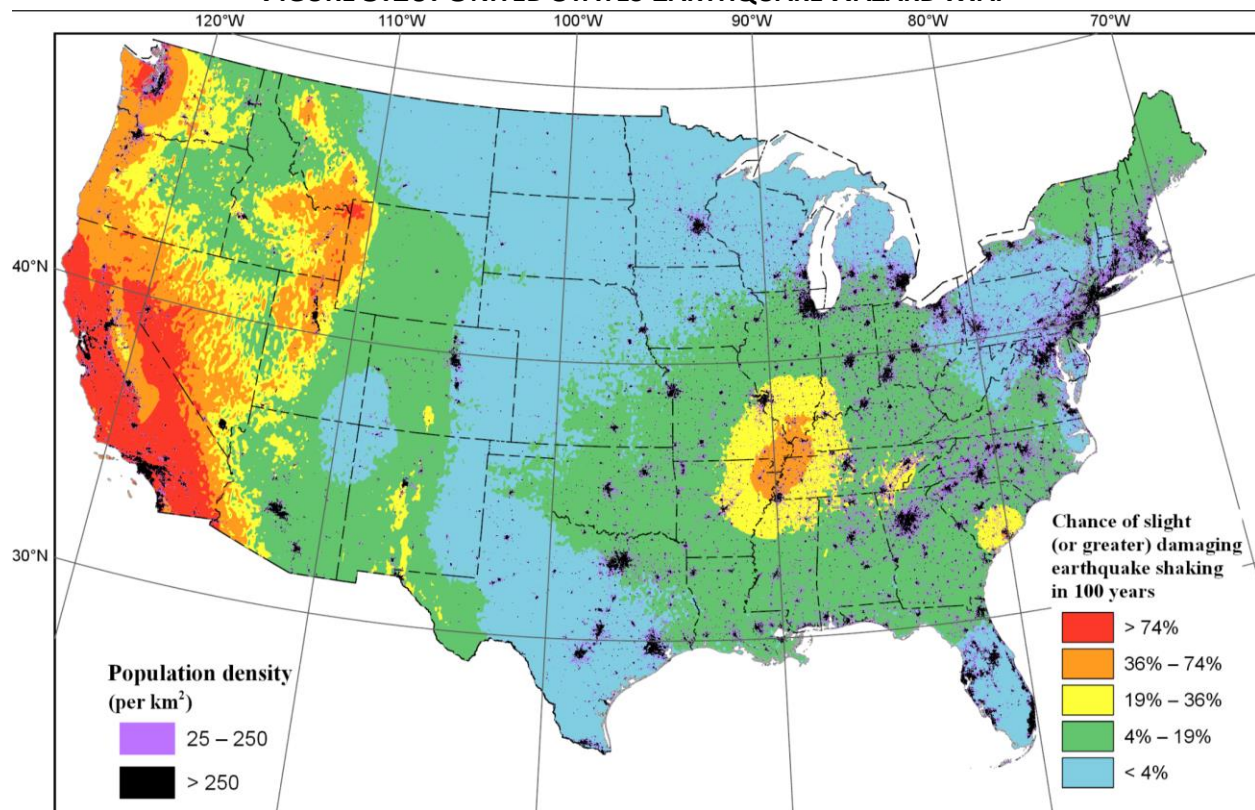 120°W
110°W
100°W
90°W
80°W
70°W
40°N
30°N
Population density
(per km²)
25 – 250
> 250
Chance of slight
(or greater) damaging
earthquake shaking
in 100 years
> 74%
36% – 74%
19% – 36%
4% – 19%
< 4%